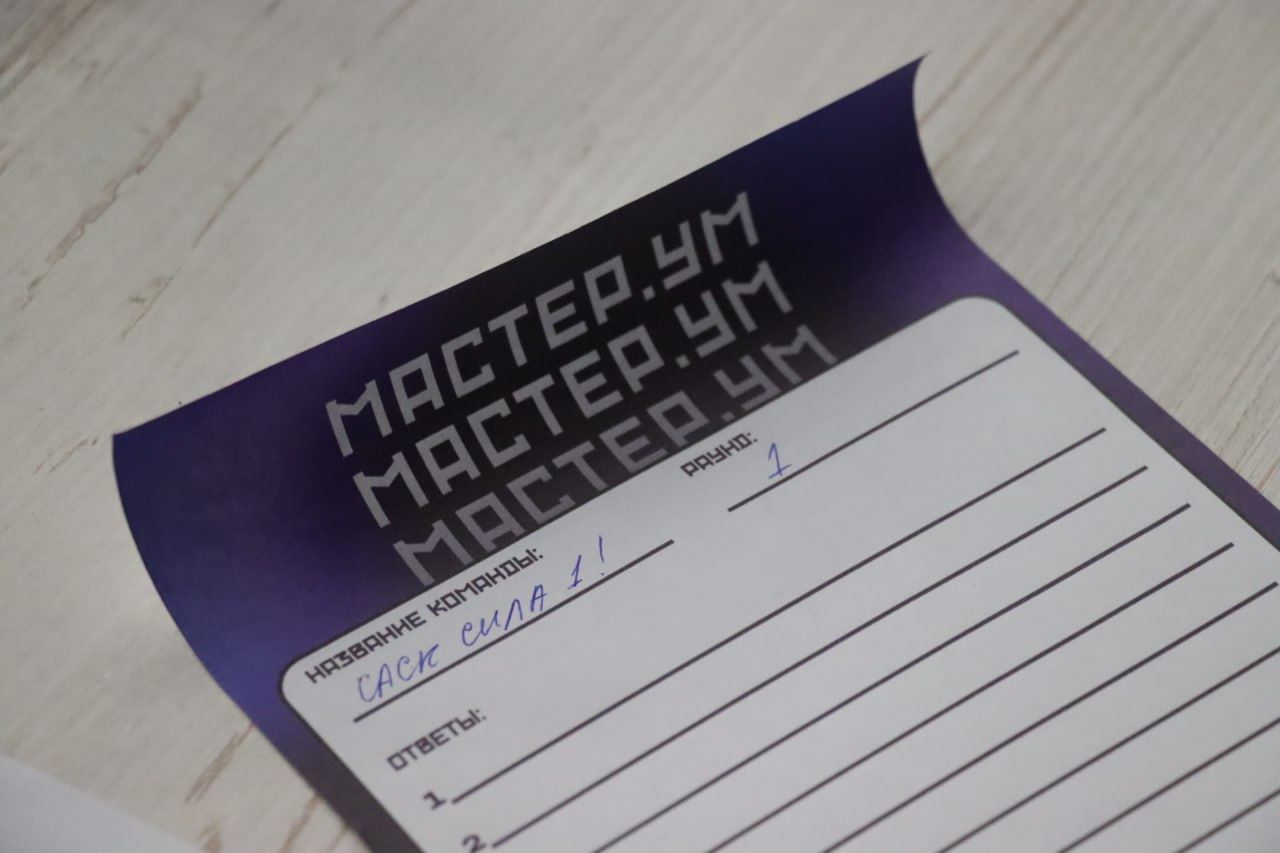 МАСТЕР.УМ
МАСТЕР.УМ
МАСТЕР.УМ
НАЗВАНИЕ КОМАНДЫ:
САСК СИЛА 1!
РАУНД:
1
ОТВЕТЫ:
1
2